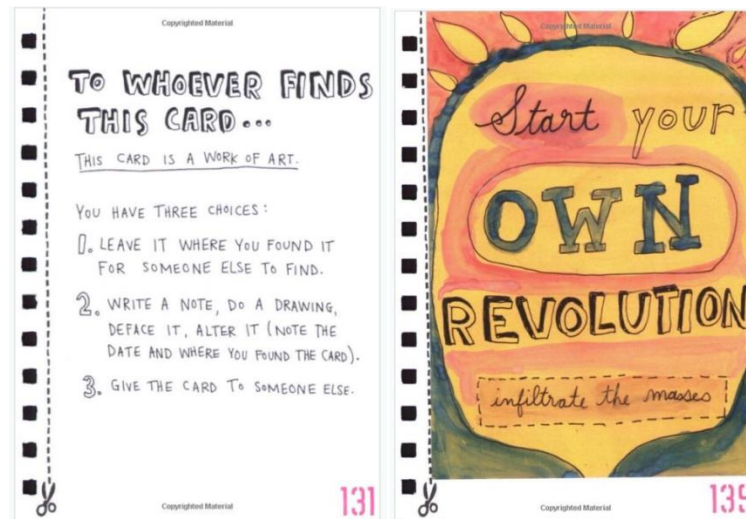 Copyrighted Material
TO WHOEVER FINDS
THIS CARD...
THIS CARD IS A WORK OF ART.
YOU HAVE THREE CHOICES:
1. LEAVE IT WHERE YOU FOUND IT
FOR SOMEONE ELSE TO FIND.
2. WRITE A NOTE, DO A DRAWING,
DEFACE IT, ALTER IT (NOTE THE
DATE AND WHERE YOU FOUND THE CARD).
3. GIVE THE CARD TO SOMEONE ELSE.
Copyrighted Material
131
Copyrighted Material
Start your
OWN
REVOLUTION
infiltrate the masses
Copyrighted Material
139